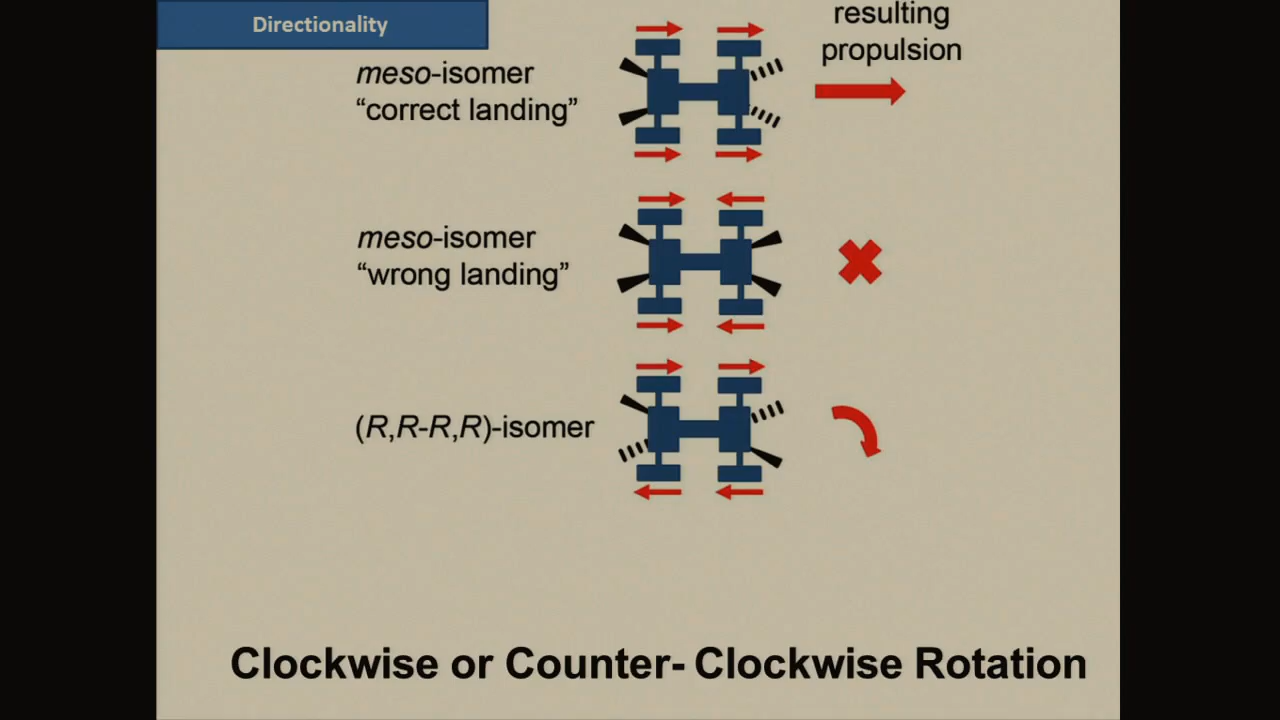 Directionality
resulting
propulsion
meso-isomer
“correct landing”
meso-isomer
“wrong landing”
(R,R-R,R)-isomer
Clockwise or Counter- Clockwise Rotation